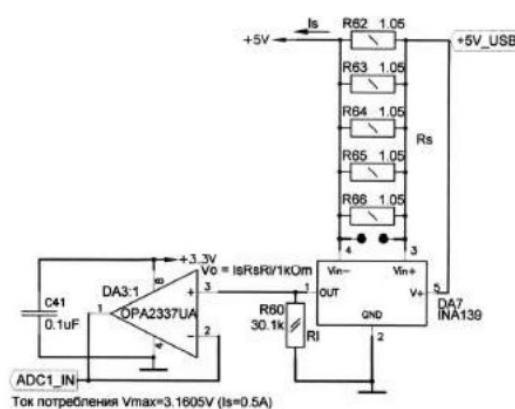 Is
R62 1.05
+5V
+5V_USB
R63 1.05
R64 1.05
R65 1.05
Rs
R66 1.05
4
3
+3.3V
Vo = IsRsRl/1kOm
Vin-
Vin+
DA3:1
8
C41
0.1uF
1
OPA2337UA
+
3
1
OUT
V+
5
DA7
INA139
R60
30.1k
GND
Rl
2
-
2
4
ADC1_IN
Ток потребления Vmax=3.1605V (Is=0.5A)